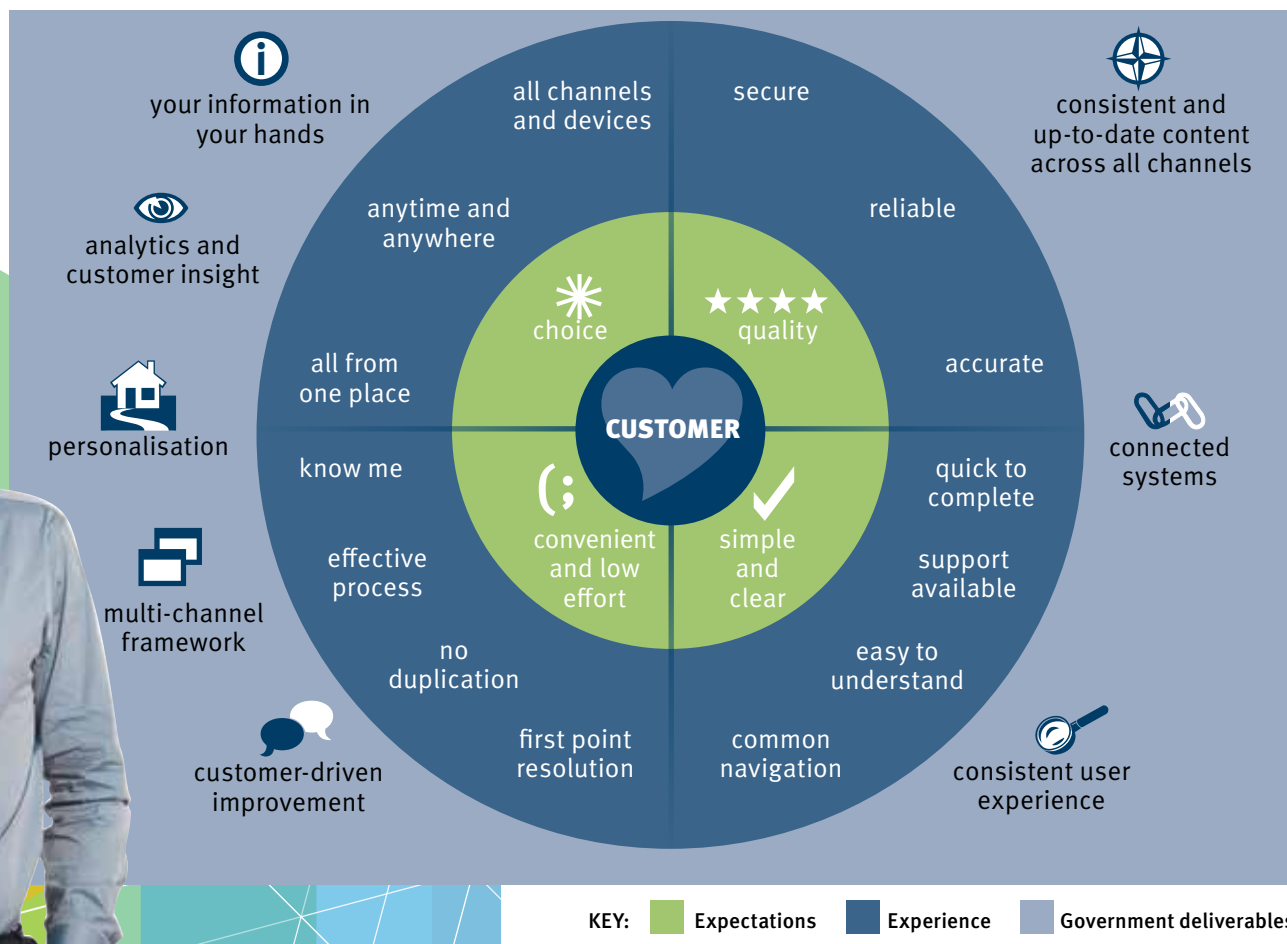 your information in
your hands
analytics and
customer insight
personalisation
multi-channel
framework
customer-driven
improvement
all channels
and devices
anytime and
anywhere
all from
one place
know me
effective
process
no
duplication
first point
resolution
secure
reliable
accurate
quick to
complete
support
available
easy to
understand
common
navigation
choice
quality
CUSTOMER
convenient
and low
effort
simple
and
clear
consistent and
up-to-date content
across all channels
connected
systems
consistent user
experience
KEY: Expectations Experience Government deliverables